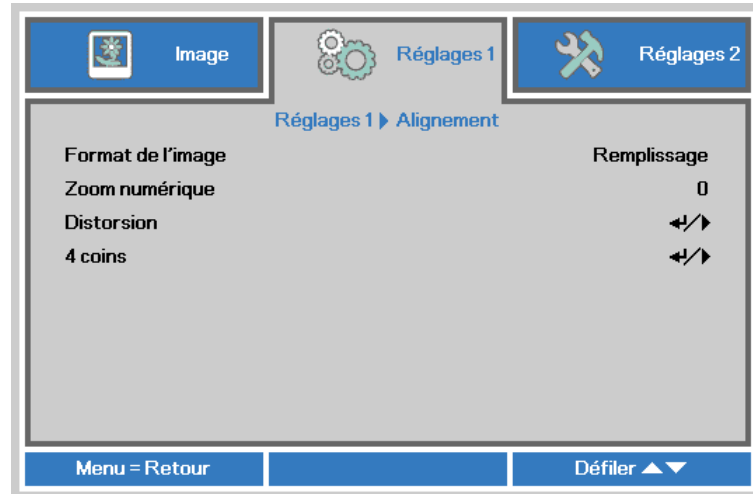 Image
Réglages 1
Réglages 2
Réglages 1 ▶ Alignement
Format de l'image Remplissage
Zoom numérique 0
Distorsion ↵/▶
4 coins ↵/▶
Menu = Retour Défiler ▲▼